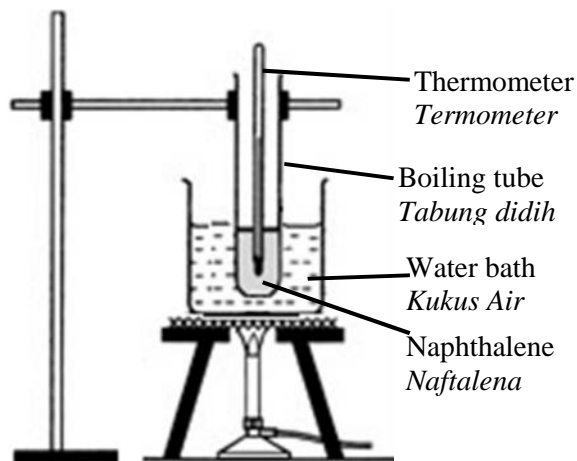 Thermometer
Termometer
Boiling tube
Tabung didih
Water bath
Kukus Air
Naphthalene
Naftalena